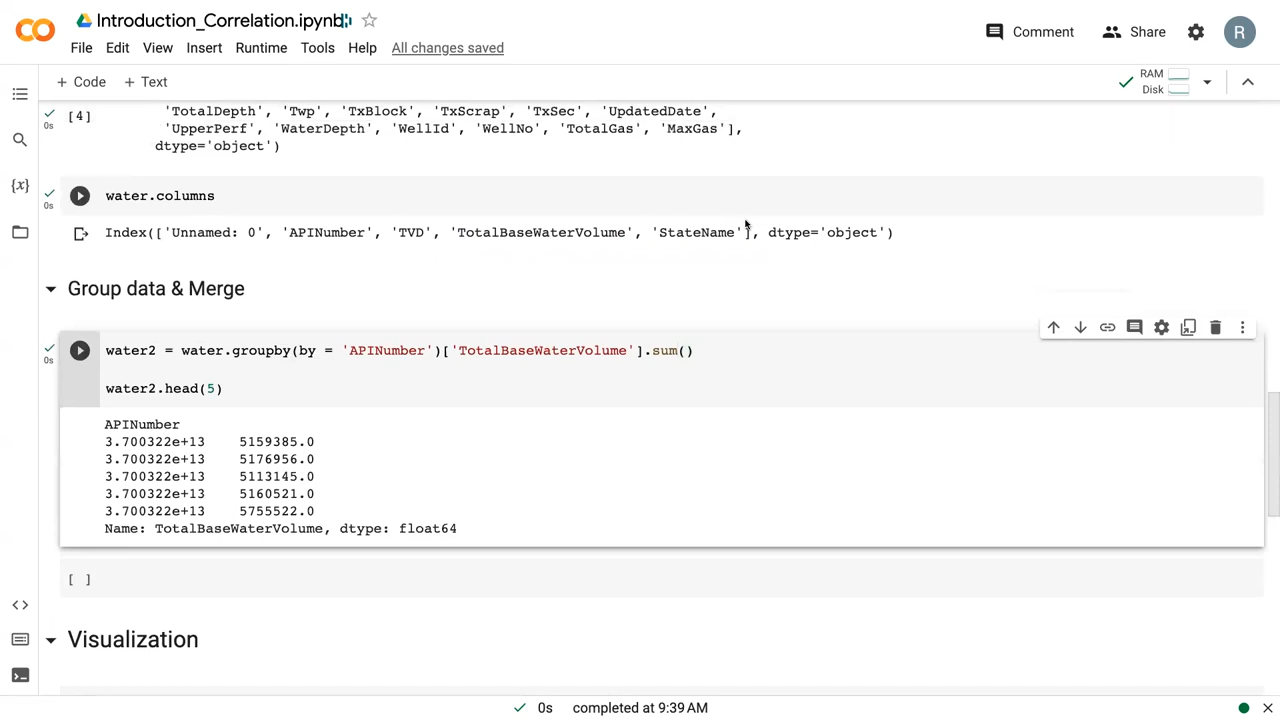 Introduction_Correlation.ipynb
File Edit View Insert Runtime Tools Help All changes saved
Comment Share R
+ Code + Text
RAM
Disk
[4]
0s
'TotalDepth', 'Twp', 'TxBlock', 'TxScrap', 'TxSec', 'UpdatedDate',
'UpperPerf', 'WaterDepth', 'WellId', 'WellNo', 'TotalGas', 'MaxGas'],
dtype='object')
0s
water.columns
Index(['Unnamed: 0', 'APINumber', 'TVD', 'TotalBaseWaterVolume', 'StateName'], dtype='object')
Group data & Merge
0s
water2 = water.groupby(by = 'APINumber')['TotalBaseWaterVolume'].sum()
water2.head(5)
APINumber
3.700322e+13 5159385.0
3.700322e+13 5176956.0
3.700322e+13 5113145.0
3.700322e+13 5160521.0
3.700322e+13 5755522.0
Name: TotalBaseWaterVolume, dtype: float64
[ ]
Visualization
0s completed at 9:39 AM